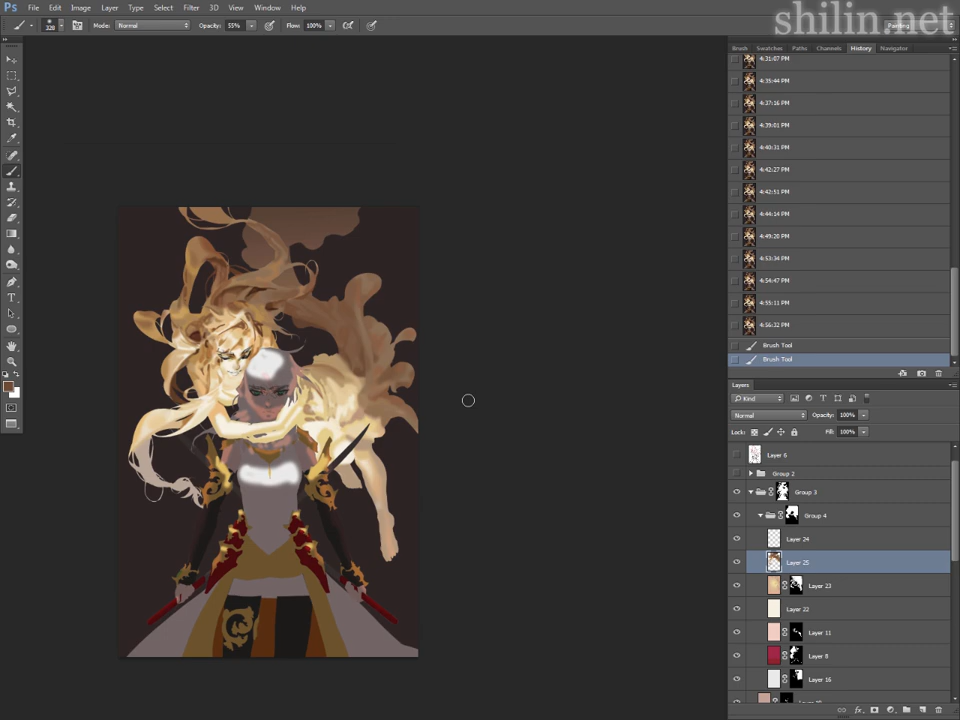 shilin.net
Ps File Edit Image Layer Type Select Filter 3D View Window Help
328 Mode: Normal Opacity: 55% Flow: 100% Painting
Brush Swatches Paths Channels History Navigator
4:31:07 PM
4:35:44 PM
4:37:16 PM
4:39:01 PM
4:40:31 PM
4:42:27 PM
4:42:51 PM
4:44:14 PM
4:49:20 PM
4:53:34 PM
4:54:47 PM
4:55:11 PM
4:56:32 PM
Brush Tool
Brush Tool
Layers
Kind
Normal Opacity: 100%
Lock: Fill: 100%
Layer 6
Group 2
Group 3
Group 4
Layer 24
Layer 25
Layer 23
Layer 22
Layer 11
Layer 8
Layer 16
fx